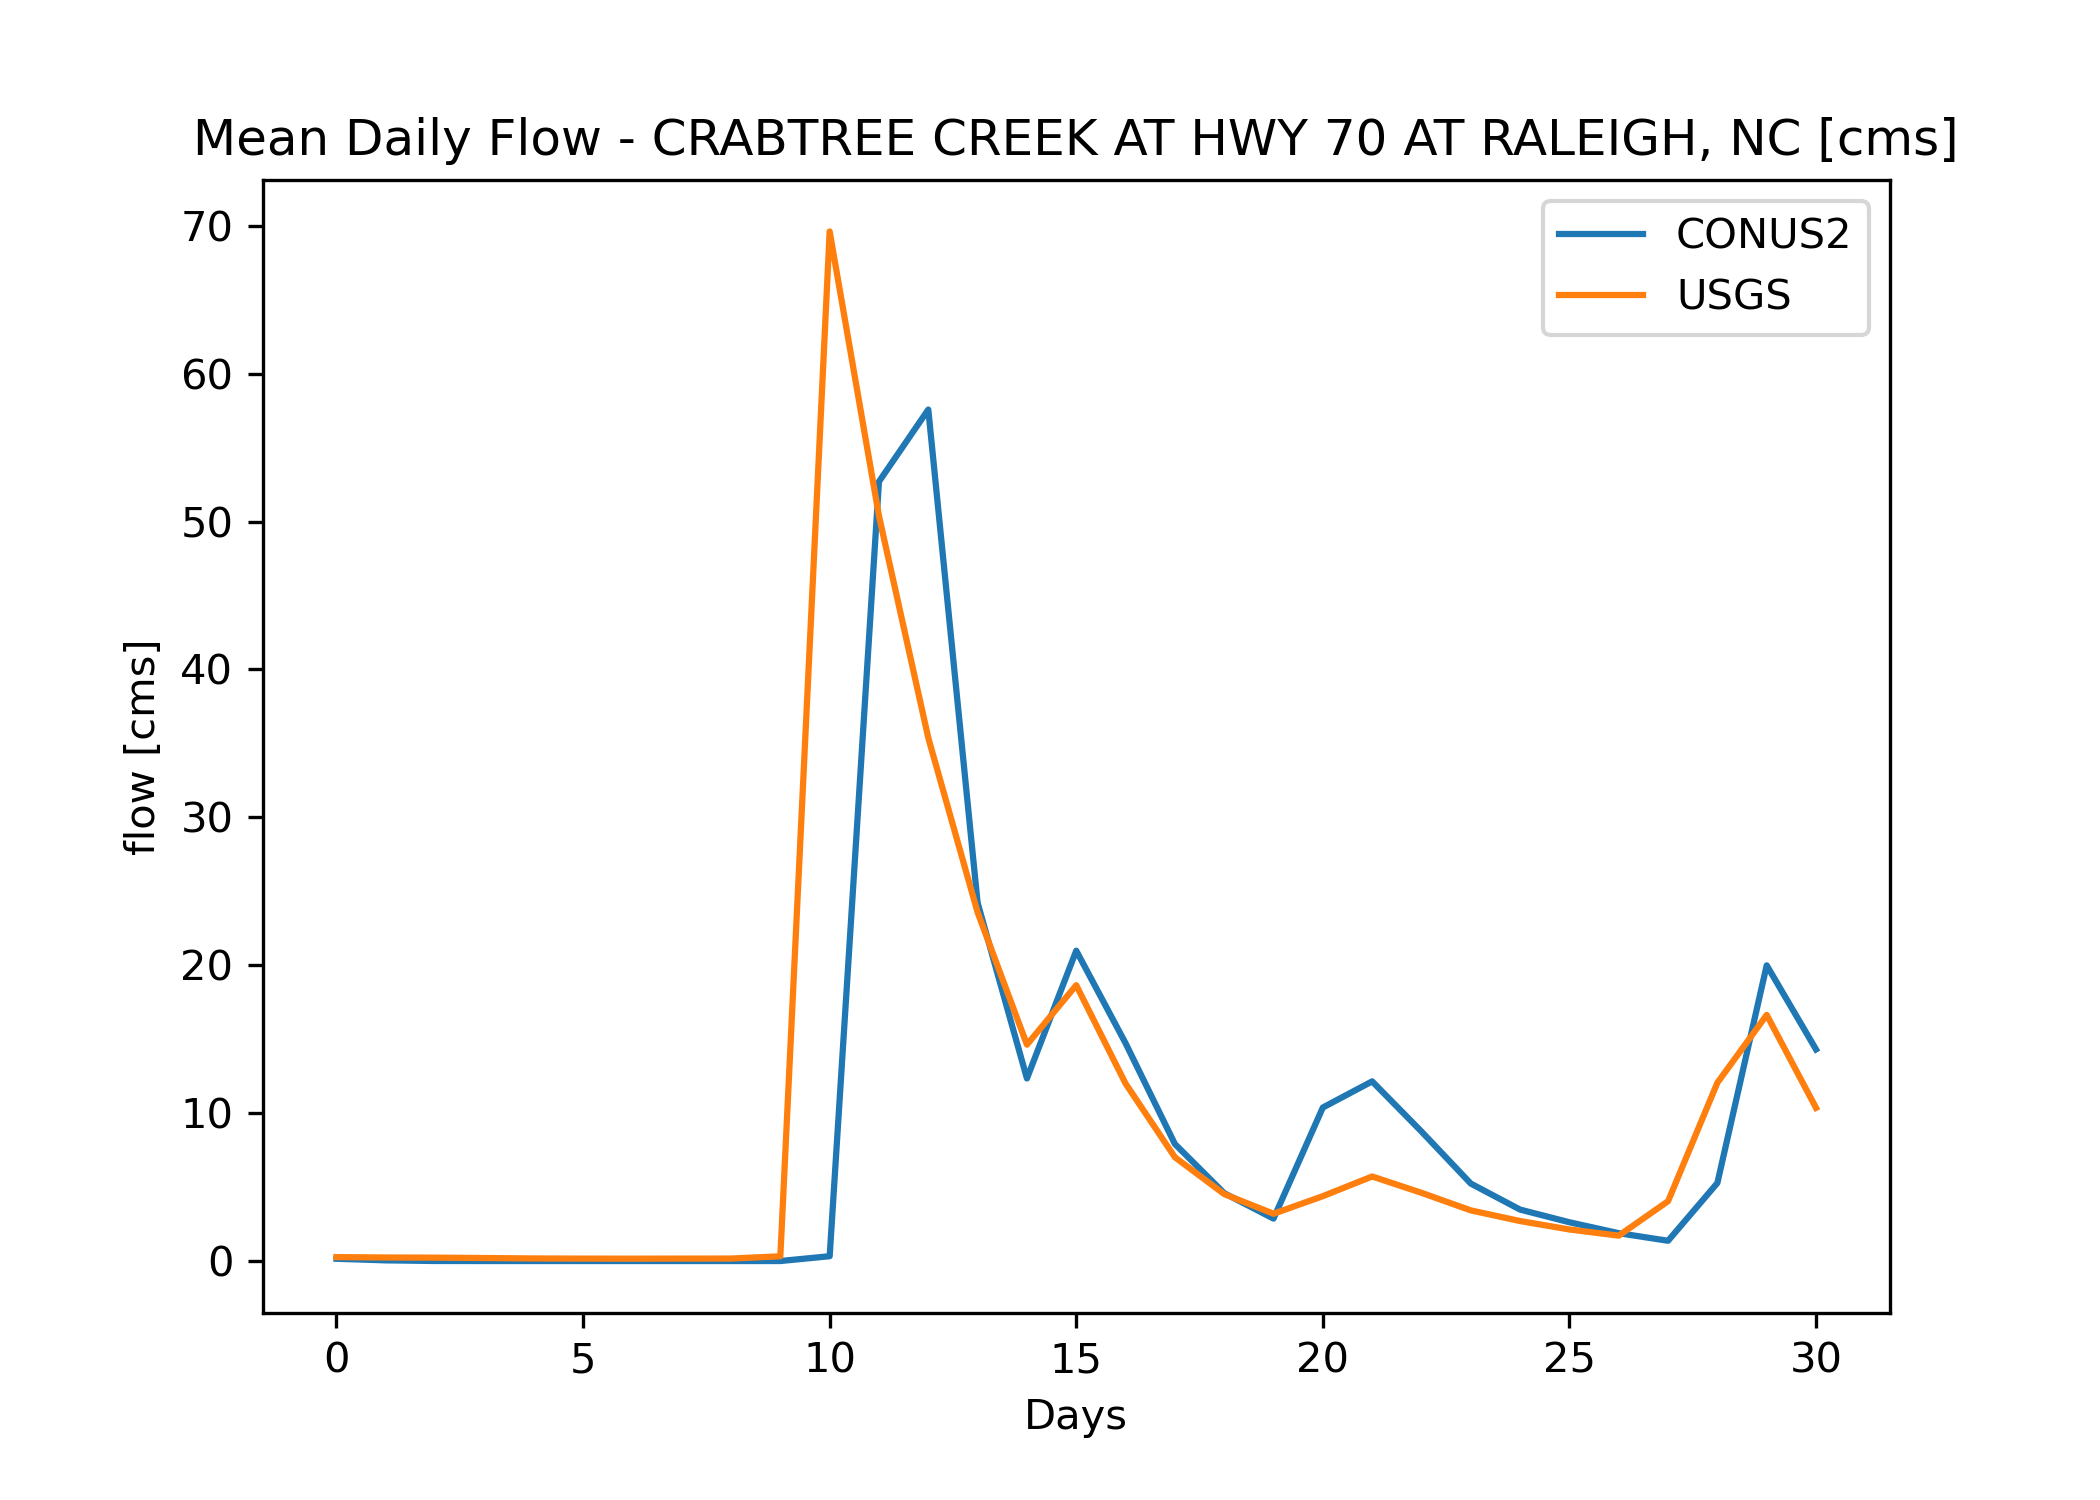 Mean Daily Flow - CRABTREE CREEK AT HWY 70 AT RALEIGH, NC [cms]
CONUS2
USGS
70
60
50
40
30
20
10
0
flow [cms]
0 5 10 15 20 25 30
Days